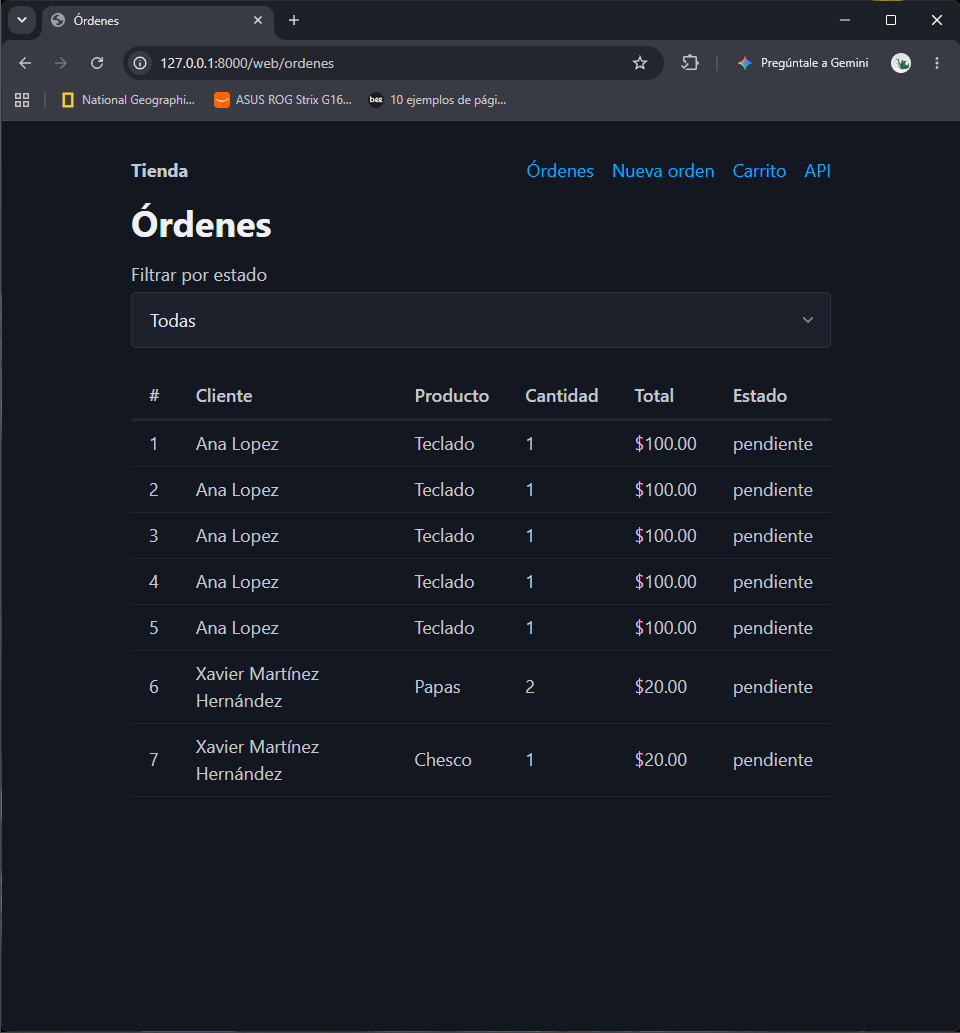 Órdenes
127.0.0.1:8000/web/ordenes
Pregúntale a Gemini
National Geographi...
ASUS ROG Strix G16...
bee 10 ejemplos de pági...
Tienda Órdenes Nueva orden Carrito API
Órdenes
Filtrar por estado
Todas
# Cliente Producto Cantidad Total Estado
1 Ana Lopez Teclado 1 $100.00 pendiente
2 Ana Lopez Teclado 1 $100.00 pendiente
3 Ana Lopez Teclado 1 $100.00 pendiente
4 Ana Lopez Teclado 1 $100.00 pendiente
5 Ana Lopez Teclado 1 $100.00 pendiente
6 Xavier Martínez Hernández Papas 2 $20.00 pendiente
7 Xavier Martínez Hernández Chesco 1 $20.00 pendiente